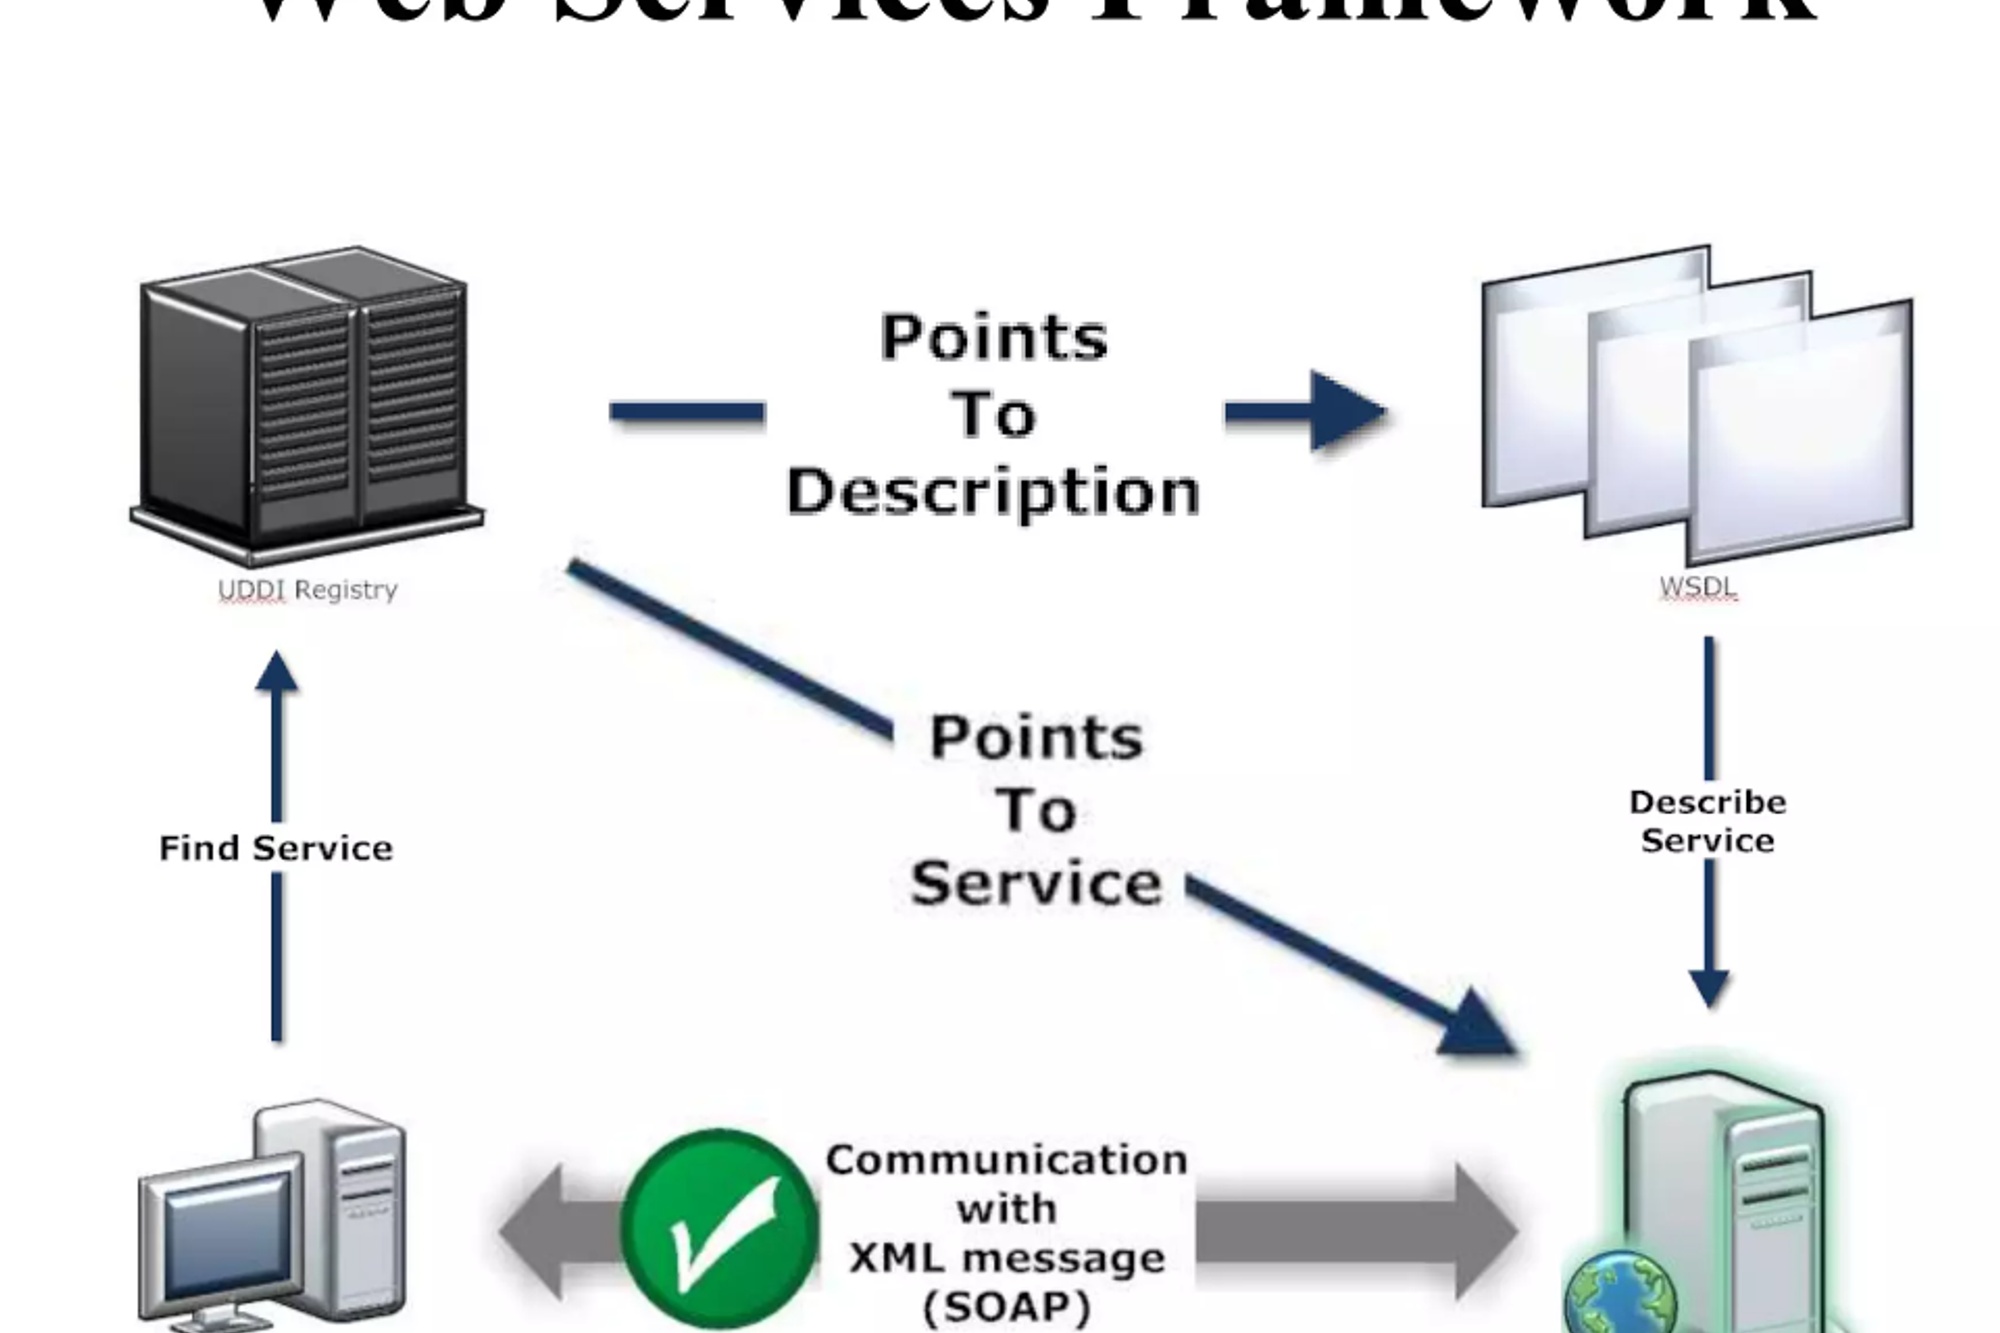 Web Services Framework
Points
To
Description
UDDI Registry
WSDL
Points
To
Service
Find Service
Describe
Service
Communication
with
XML message
(SOAP)